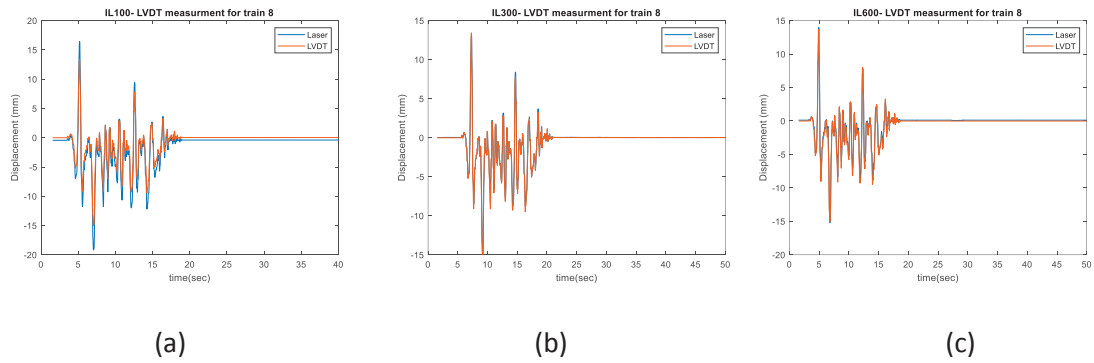 IL100- LVDT measurment for train 8
Laser
LVDT
20
15
10
5
0
-5
-10
-15
-20
Displacement (mm)
0 5 10 15 20 25 30 35 40
time(sec)
(a)
IL300- LVDT measurment for train 8
Laser
LVDT
15
10
5
0
-5
-10
-15
Displacement (mm)
0 5 10 15 20 25 30 35 40 45 50
time(sec)
(b)
IL600- LVDT measurment for train 8
Laser
LVDT
15
10
5
0
-5
-10
-15
-20
Displacement (mm)
0 5 10 15 20 25 30 35 40 45 50
time(sec)
(c)